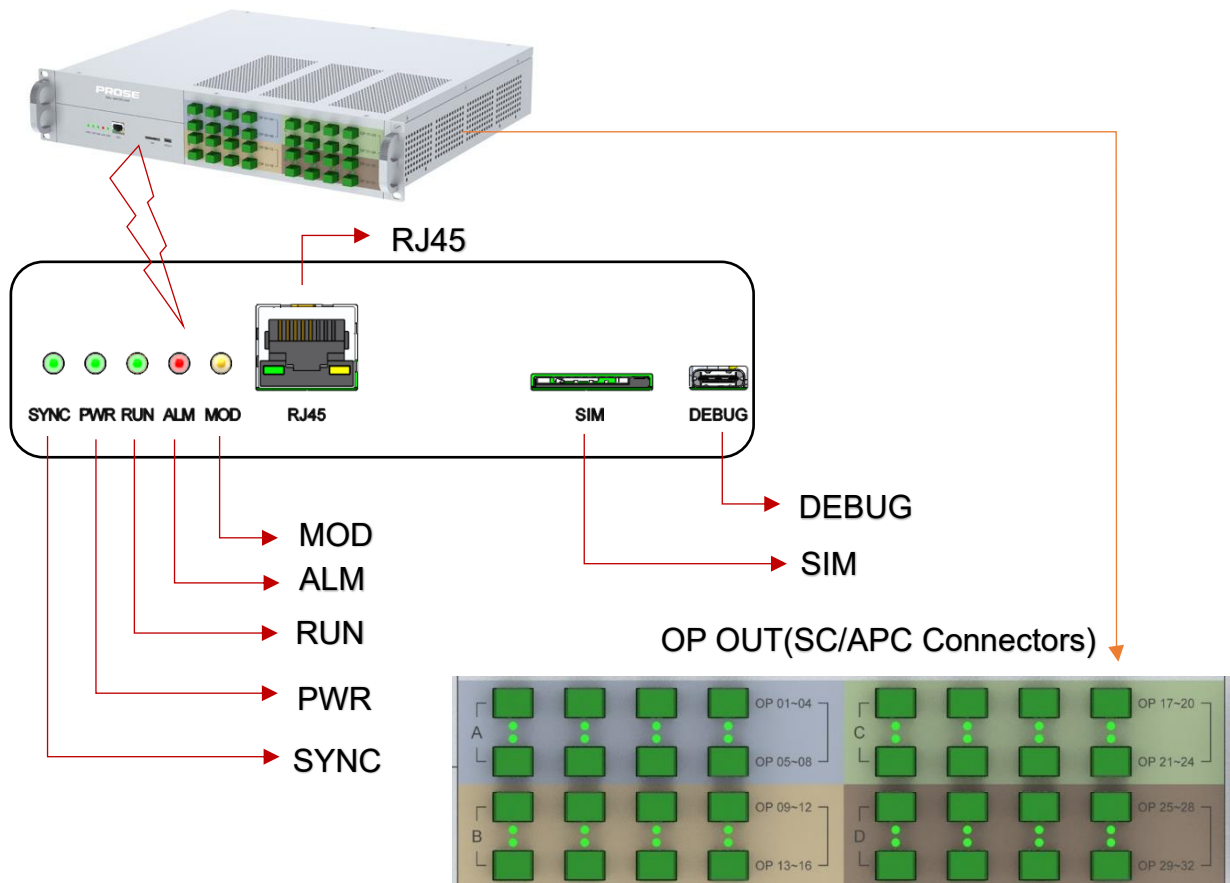 PROSE
RJ45
SYNC PWR RUN ALM MOD RJ45 SIM DEBUG
DEBUG
MOD
SIM
ALM
RUN
OP OUT(SC/APC Connectors)
PWR
SYNC
A OP 01~04
OP 05~08
B OP 09~12
OP 13~16
C OP 17~20
OP 21~24
D OP 25~28
OP 29~32